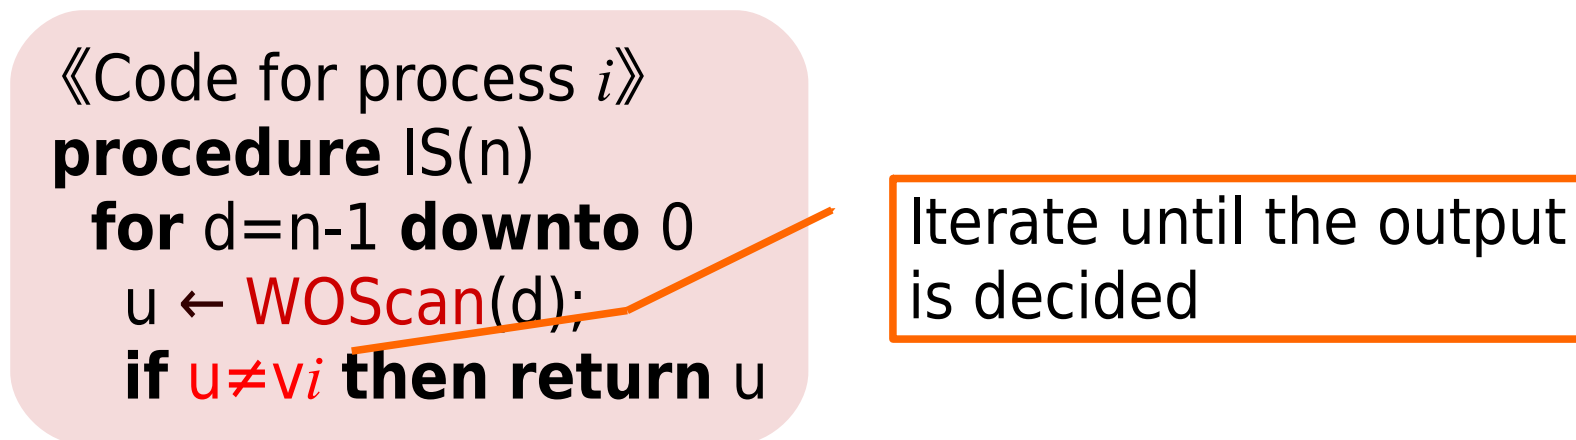 《Code for process i》
procedure IS(n)
for d=n-1 downto 0
u ← WOScan(d);
if u≠vi then return u
Iterate until the output
is decided